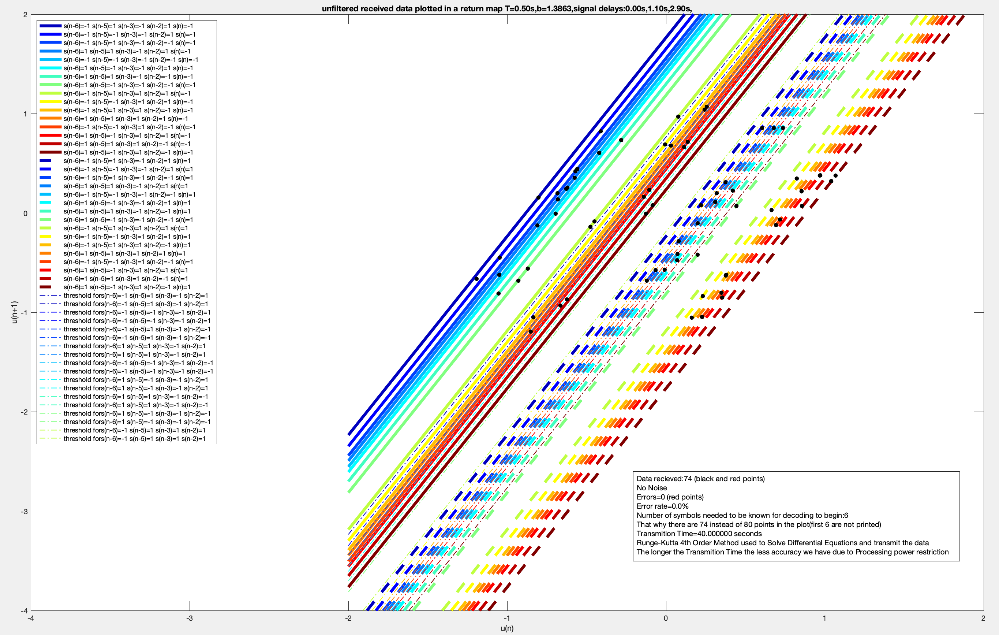 unfiltered received data plotted in a return map T=0.50s,b=1.3863,signal delays:0.00s,1.10s,2.90s,
s(n-6)=-1 s(n-5)=1 s(n-3)=-1 s(n-2)=1 s(n)=-1
s(n-6)=-1 s(n-5)=-1 s(n-3)=-1 s(n-2)=1 s(n)=-1
s(n-6)=-1 s(n-5)=1 s(n-3)=-1 s(n-2)=-1 s(n)=-1
s(n-6)=1 s(n-5)=1 s(n-3)=-1 s(n-2)=1 s(n)=-1
s(n-6)=-1 s(n-5)=-1 s(n-3)=-1 s(n-2)=-1 s(n)=-1
s(n-6)=1 s(n-5)=-1 s(n-3)=-1 s(n-2)=1 s(n)=-1
s(n-6)=1 s(n-5)=1 s(n-3)=-1 s(n-2)=-1 s(n)=-1
s(n-6)=1 s(n-5)=-1 s(n-3)=-1 s(n-2)=-1 s(n)=-1
s(n-6)=-1 s(n-5)=1 s(n-3)=1 s(n-2)=1 s(n)=-1
s(n-6)=-1 s(n-5)=-1 s(n-3)=1 s(n-2)=1 s(n)=-1
s(n-6)=-1 s(n-5)=1 s(n-3)=1 s(n-2)=-1 s(n)=-1
s(n-6)=1 s(n-5)=1 s(n-3)=1 s(n-2)=1 s(n)=-1
s(n-6)=-1 s(n-5)=-1 s(n-3)=1 s(n-2)=-1 s(n)=-1
s(n-6)=1 s(n-5)=-1 s(n-3)=1 s(n-2)=1 s(n)=-1
s(n-6)=1 s(n-5)=1 s(n-3)=1 s(n-2)=-1 s(n)=-1
s(n-6)=1 s(n-5)=-1 s(n-3)=1 s(n-2)=-1 s(n)=-1
s(n-6)=-1 s(n-5)=1 s(n-3)=-1 s(n-2)=1 s(n)=1
s(n-6)=-1 s(n-5)=-1 s(n-3)=-1 s(n-2)=1 s(n)=1
s(n-6)=-1 s(n-5)=1 s(n-3)=-1 s(n-2)=-1 s(n)=1
s(n-6)=1 s(n-5)=1 s(n-3)=-1 s(n-2)=1 s(n)=1
s(n-6)=-1 s(n-5)=-1 s(n-3)=-1 s(n-2)=-1 s(n)=1
s(n-6)=1 s(n-5)=-1 s(n-3)=-1 s(n-2)=1 s(n)=1
s(n-6)=1 s(n-5)=1 s(n-3)=-1 s(n-2)=-1 s(n)=1
s(n-6)=1 s(n-5)=-1 s(n-3)=-1 s(n-2)=-1 s(n)=1
s(n-6)=-1 s(n-5)=1 s(n-3)=1 s(n-2)=1 s(n)=1
s(n-6)=-1 s(n-5)=-1 s(n-3)=1 s(n-2)=1 s(n)=1
s(n-6)=-1 s(n-5)=1 s(n-3)=1 s(n-2)=-1 s(n)=1
s(n-6)=1 s(n-5)=1 s(n-3)=1 s(n-2)=1 s(n)=1
s(n-6)=-1 s(n-5)=-1 s(n-3)=1 s(n-2)=-1 s(n)=1
s(n-6)=1 s(n-5)=-1 s(n-3)=1 s(n-2)=1 s(n)=1
s(n-6)=1 s(n-5)=1 s(n-3)=1 s(n-2)=-1 s(n)=1
s(n-6)=1 s(n-5)=-1 s(n-3)=1 s(n-2)=-1 s(n)=1
threshold fors(n-6)=-1 s(n-5)=1 s(n-3)=-1 s(n-2)=1
threshold fors(n-6)=-1 s(n-5)=1 s(n-3)=-1 s(n-2)=1
threshold fors(n-6)=-1 s(n-5)=-1 s(n-3)=-1 s(n-2)=1
threshold fors(n-6)=-1 s(n-5)=-1 s(n-3)=-1 s(n-2)=1
threshold fors(n-6)=-1 s(n-5)=1 s(n-3)=-1 s(n-2)=-1
threshold fors(n-6)=-1 s(n-5)=1 s(n-3)=-1 s(n-2)=-1
threshold fors(n-6)=1 s(n-5)=1 s(n-3)=-1 s(n-2)=1
threshold fors(n-6)=1 s(n-5)=1 s(n-3)=-1 s(n-2)=1
threshold fors(n-6)=-1 s(n-5)=-1 s(n-3)=-1 s(n-2)=-1
threshold fors(n-6)=-1 s(n-5)=-1 s(n-3)=-1 s(n-2)=-1
threshold fors(n-6)=1 s(n-5)=-1 s(n-3)=-1 s(n-2)=1
threshold fors(n-6)=1 s(n-5)=-1 s(n-3)=-1 s(n-2)=1
threshold fors(n-6)=1 s(n-5)=1 s(n-3)=-1 s(n-2)=-1
threshold fors(n-6)=1 s(n-5)=1 s(n-3)=-1 s(n-2)=-1
threshold fors(n-6)=1 s(n-5)=-1 s(n-3)=-1 s(n-2)=-1
threshold fors(n-6)=1 s(n-5)=-1 s(n-3)=-1 s(n-2)=-1
threshold fors(n-6)=-1 s(n-5)=1 s(n-3)=1 s(n-2)=1
threshold fors(n-6)=-1 s(n-5)=1 s(n-3)=1 s(n-2)=1
2
1
0
-1
-2
-3
-4
u(n+1)
Data recieved:74 (black and red points)
No Noise
Errors=0 (red points)
Error rate=0.0%
Number of symbols needed to be known for decoding to begin:6
That why there are 74 instead of 80 points in the plot(first 6 are not printed)
Transmition Time=40.000000 seconds
Runge-Kutta 4th Order Method used to Solve Differential Equations and transmit the data
The longer the Transmition Time the less accuracy we have due to Processing power restriction
-4
-3
-2
-1
0
1
2
u(n)